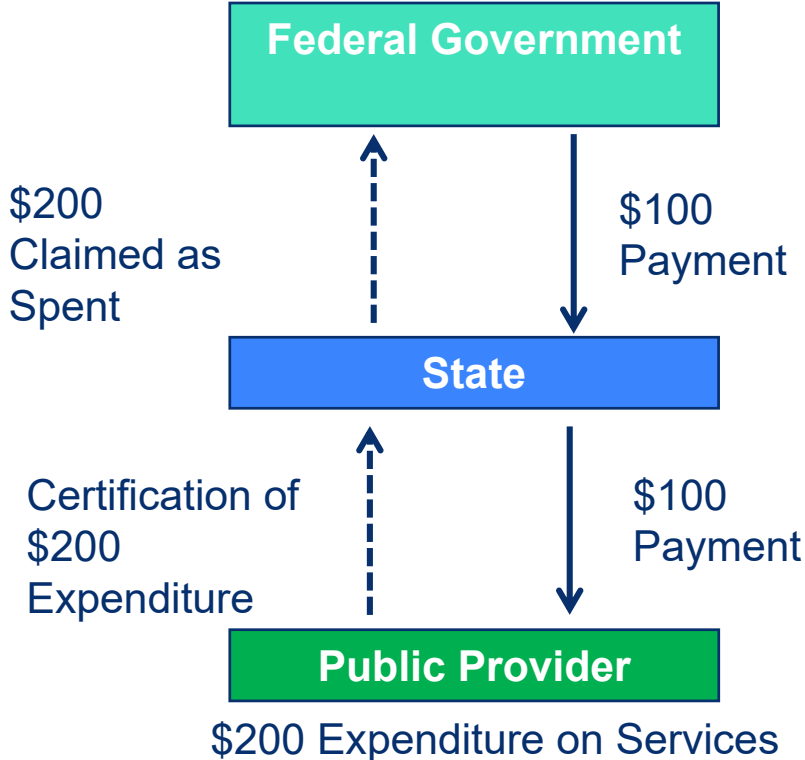 Federal Government
$200
Claimed as
Spent
$100
Payment
State
Certification of
$200
Expenditure
$100
Payment
Public Provider
$200 Expenditure on Services